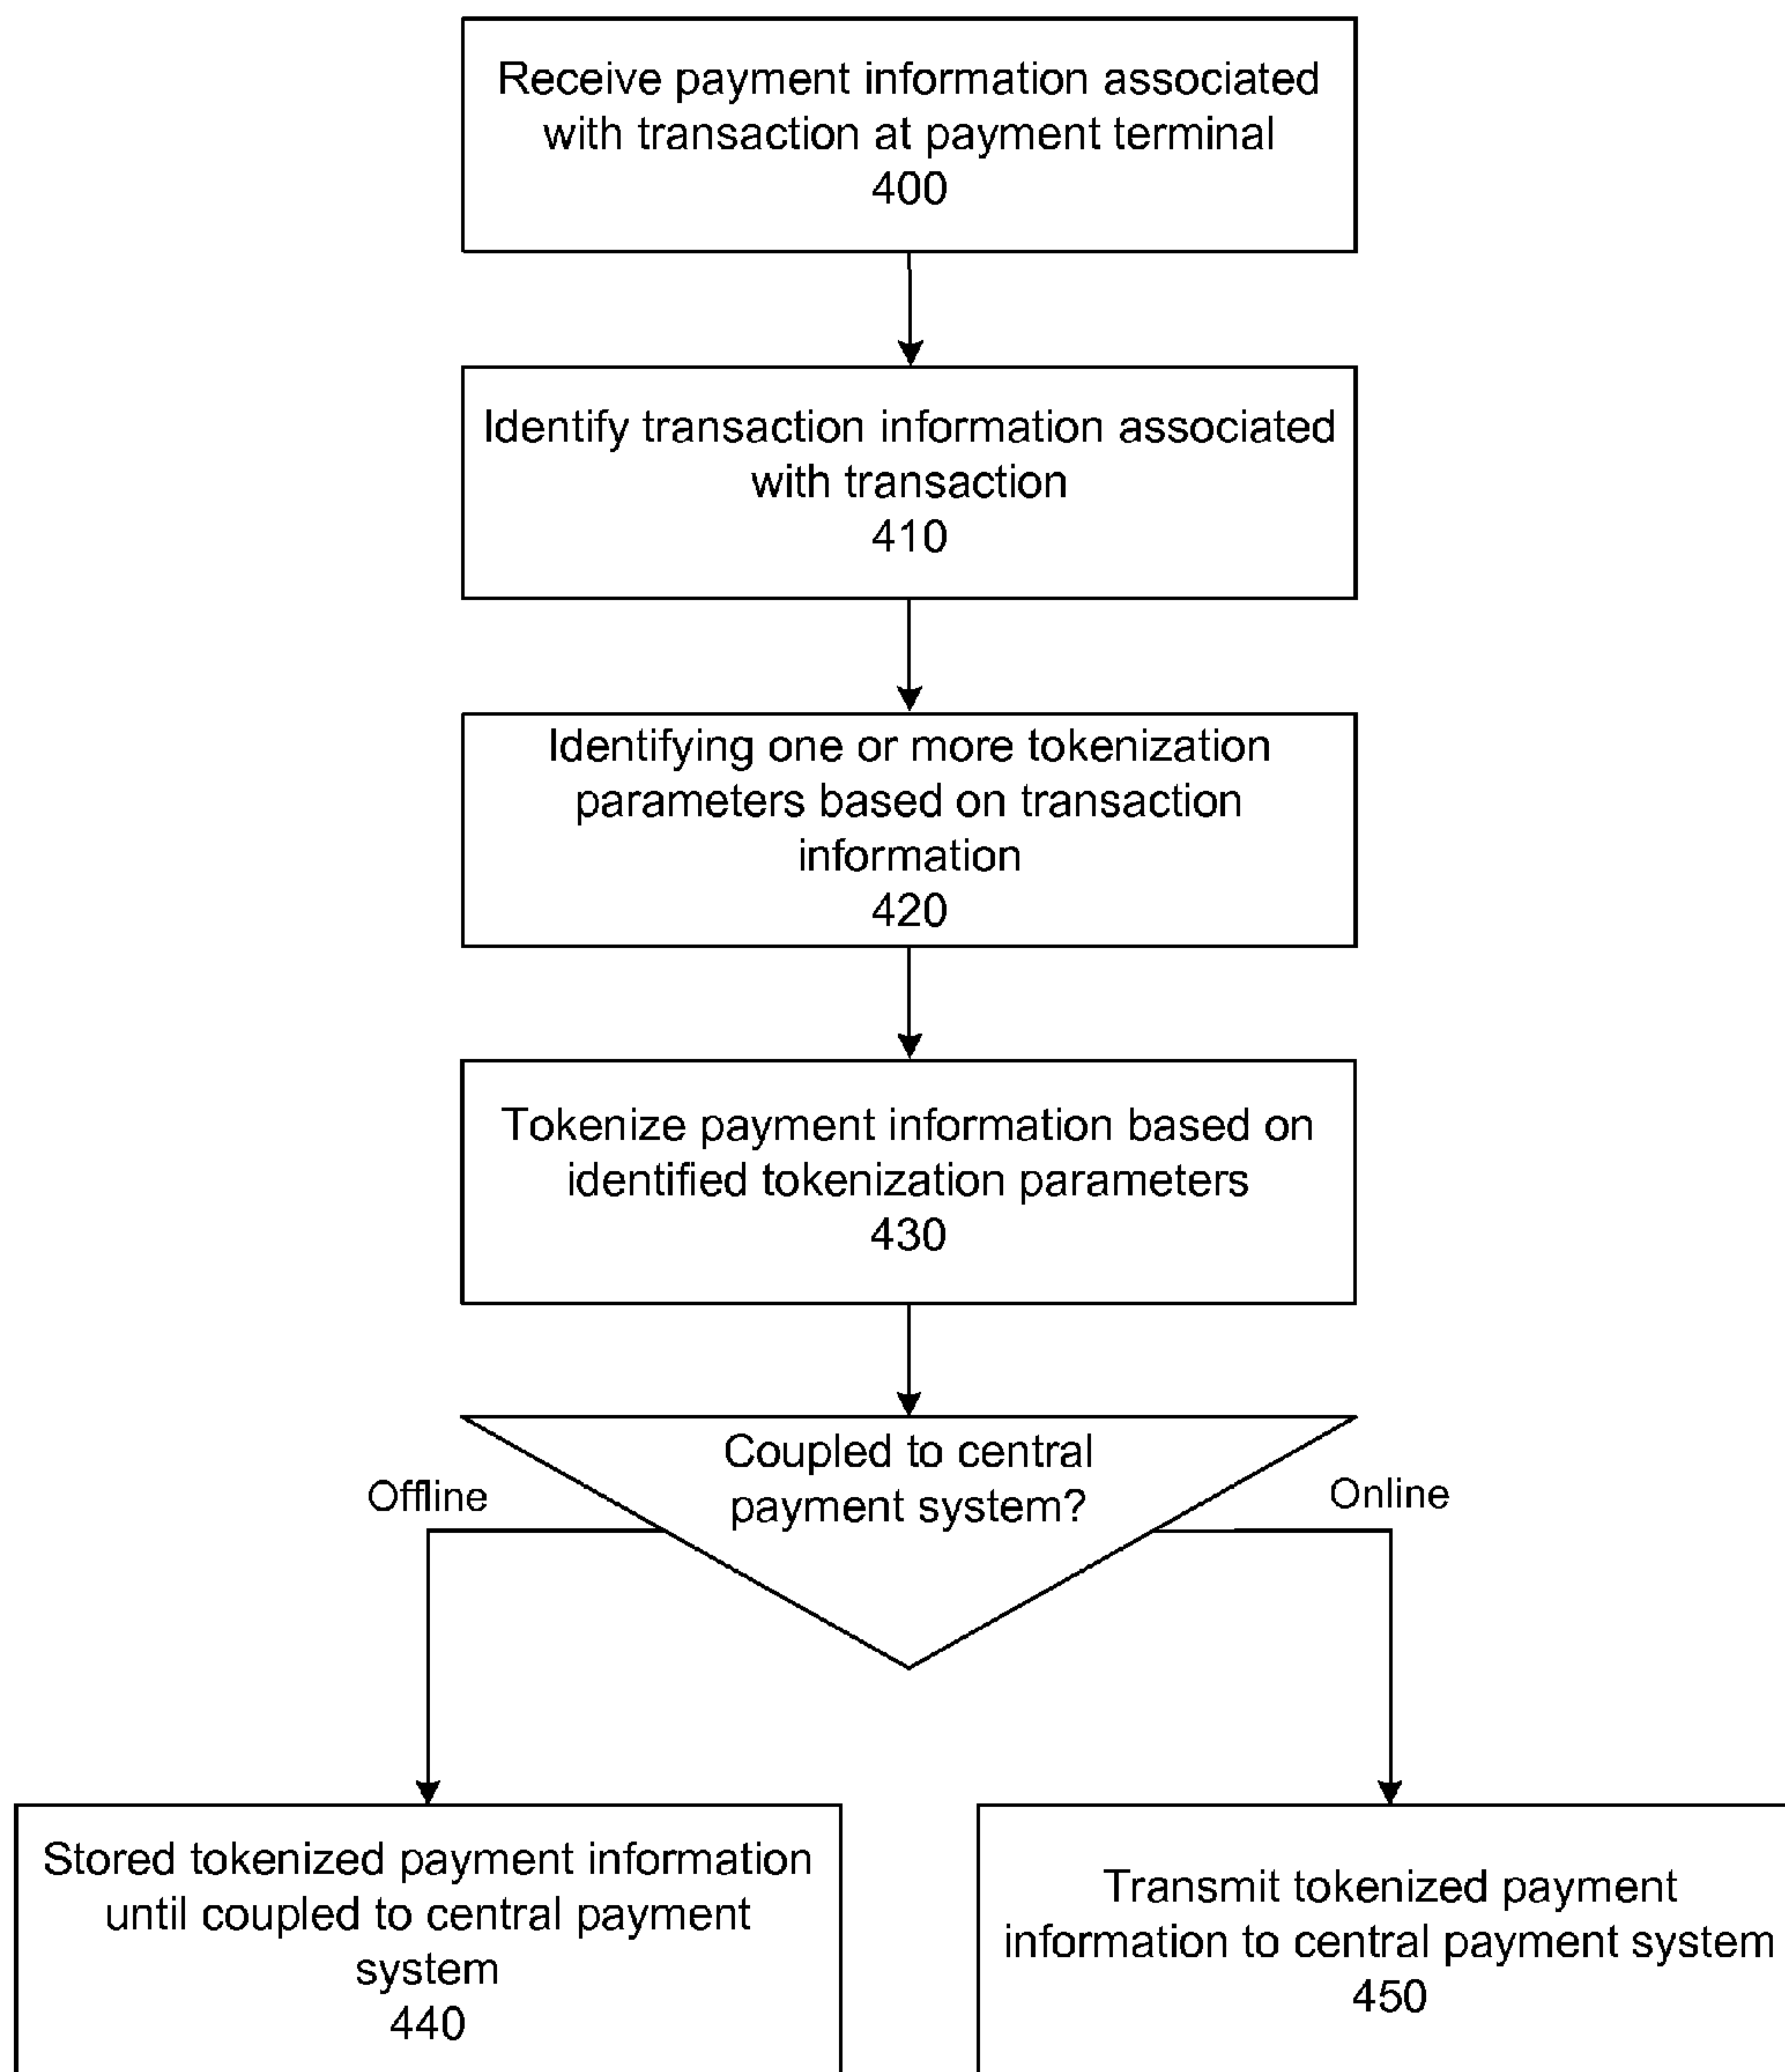 Receive payment information associated
with transaction at payment terminal
400
Identify transaction information associated
with transaction
410
Identifying one or more tokenization
parameters based on transaction
information
420
Tokenize payment information based on
identified tokenization parameters
430
Coupled to central
payment system?
Offline
Online
Stored tokenized payment information
until coupled to central payment
system
440
Transmit tokenized payment
information to central payment system
450